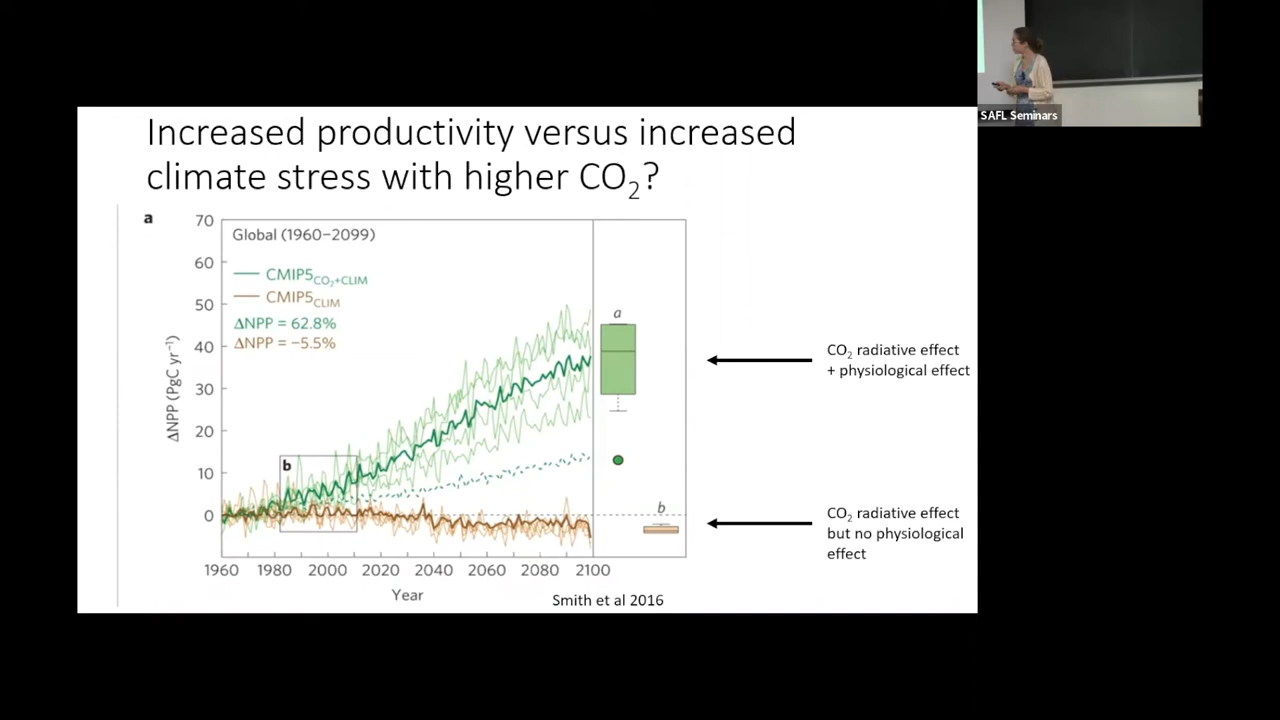 SAFL Seminars
Increased productivity versus increased
climate stress with higher CO₂?
a
Global (1960–2099)
CMIP5CO₂+CLIM
CMIP5CLIM
ΔNPP = 62.8%
ΔNPP = −5.5%
b
ΔNPP (PgC yr⁻¹)
70
60
50
40
30
20
10
0
1960 1980 2000 2020 2040 2060 2080 2100
Year
a
b
CO₂ radiative effect
+ physiological effect
CO₂ radiative effect
but no physiological
effect
Smith et al 2016